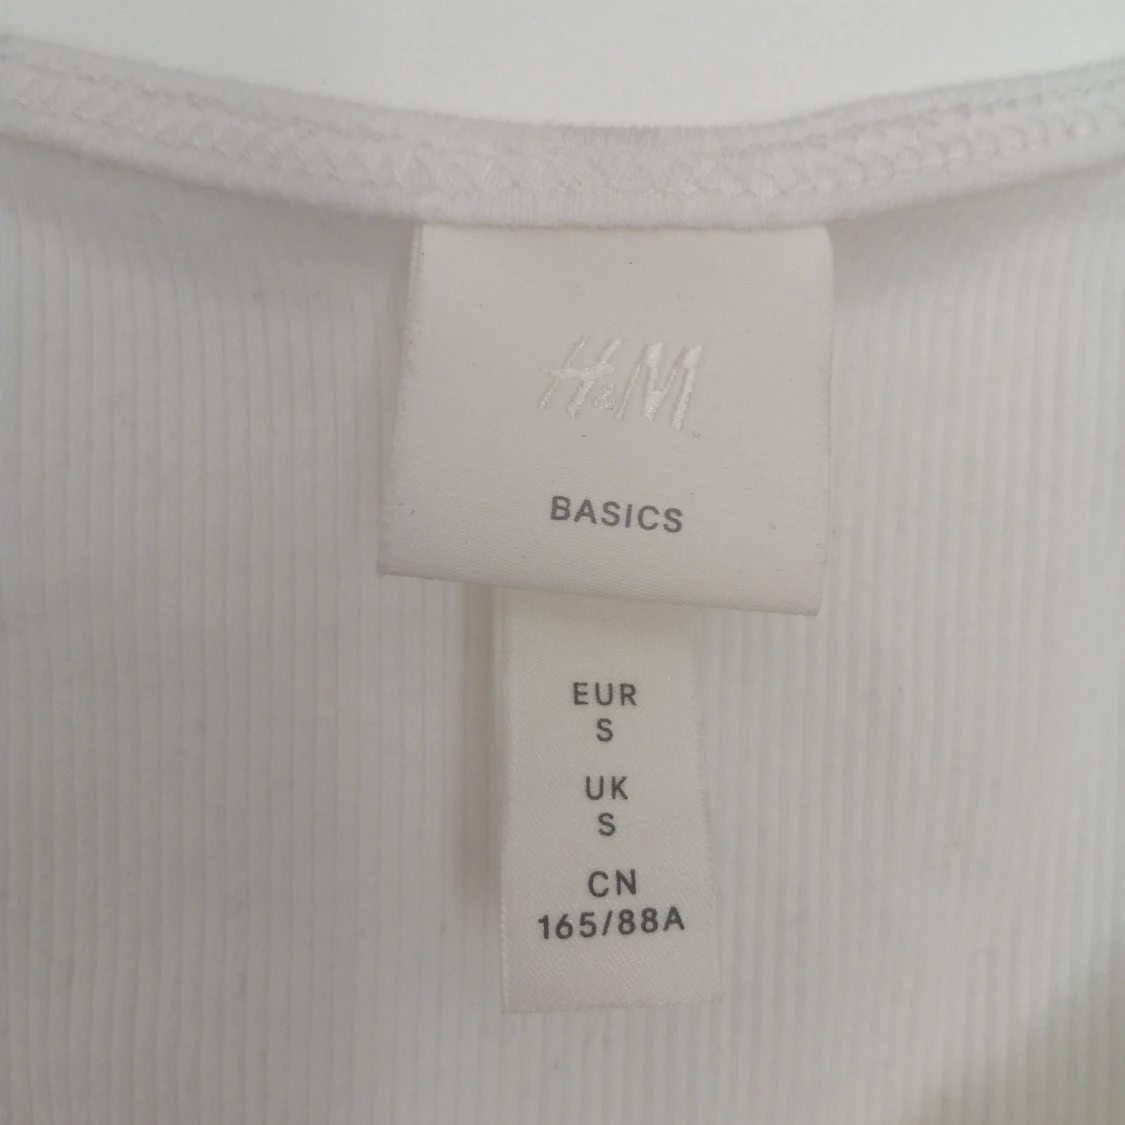 H&M
BASICS
EUR
S
UK
S
CN
165/88A